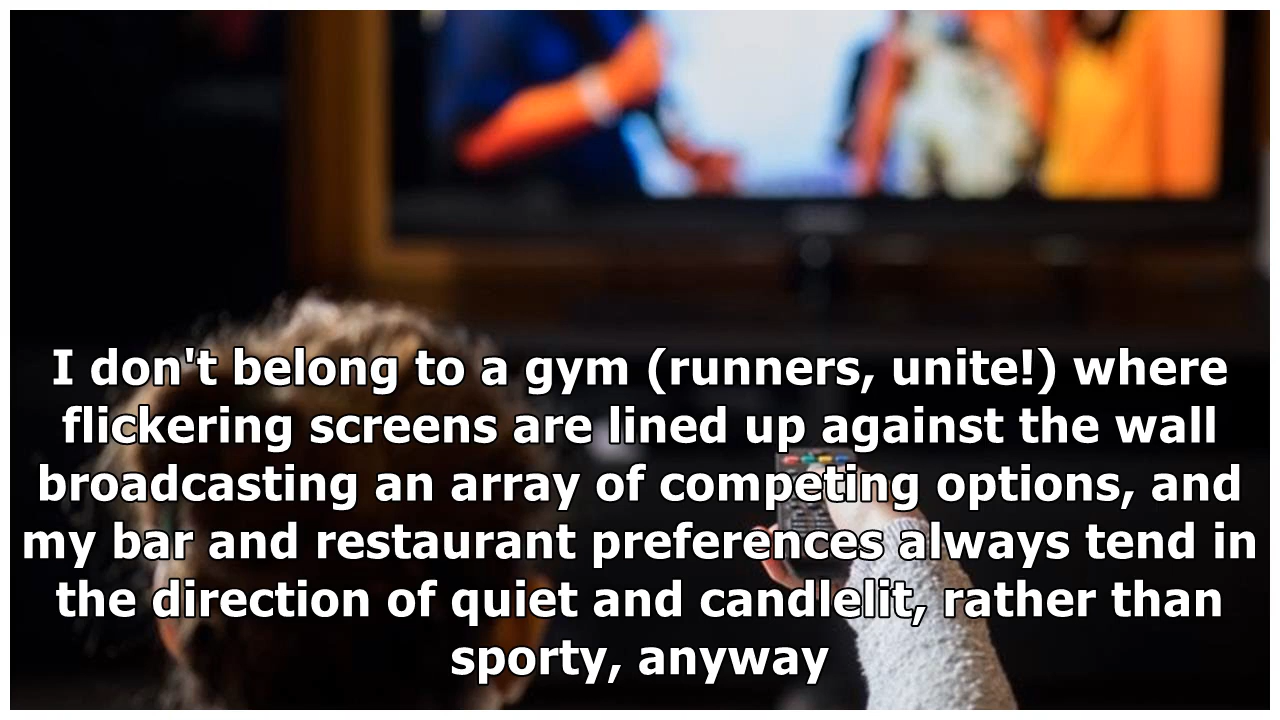 I don't belong to a gym (runners, unite!) where
flickering screens are lined up against the wall
broadcasting an array of competing options, and
my bar and restaurant preferences always tend in
the direction of quiet and candlelit, rather than
sporty, anyway